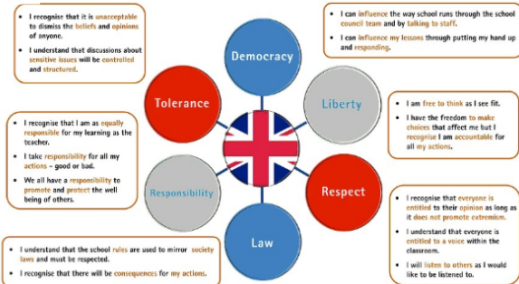 • I recognise that it is unacceptable
to dismiss the beliefs and opinions
of anyone.
• I understand that discussions about
sensitive issues will be controlled
and structured.
• I can influence the way school runs through the school
council team and by talking to staff.
• I can influence my lessons through putting my hand up
and responding.
Democracy
Tolerance
Liberty
• I am free to think as I see fit.
• I have the freedom to make
choices that affect me but I
recognise I am accountable for
all my actions.
• I recognise that I am as equally
responsible for my learning as the
teacher.
• I take responsibility for all my
actions – good or bad.
• We all have a responsibility to
promote and protect the well
being of others.
Responsibility
Respect
Law
• I recognise that everyone is
entitled to their opinion as long as
it does not promote extremism.
• I understand that everyone is
entitled to a voice within the
classroom.
• I will listen to others as I would
like to be listened to.
• I understand that the school rules are used to mirror society
laws and must be respected.
• I recognise that there will be consequences for my actions.